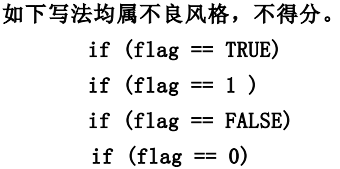 如下写法均属不良风格，不得分。
if (flag == TRUE)
if (flag == 1 )
if (flag == FALSE)
if (flag == 0)